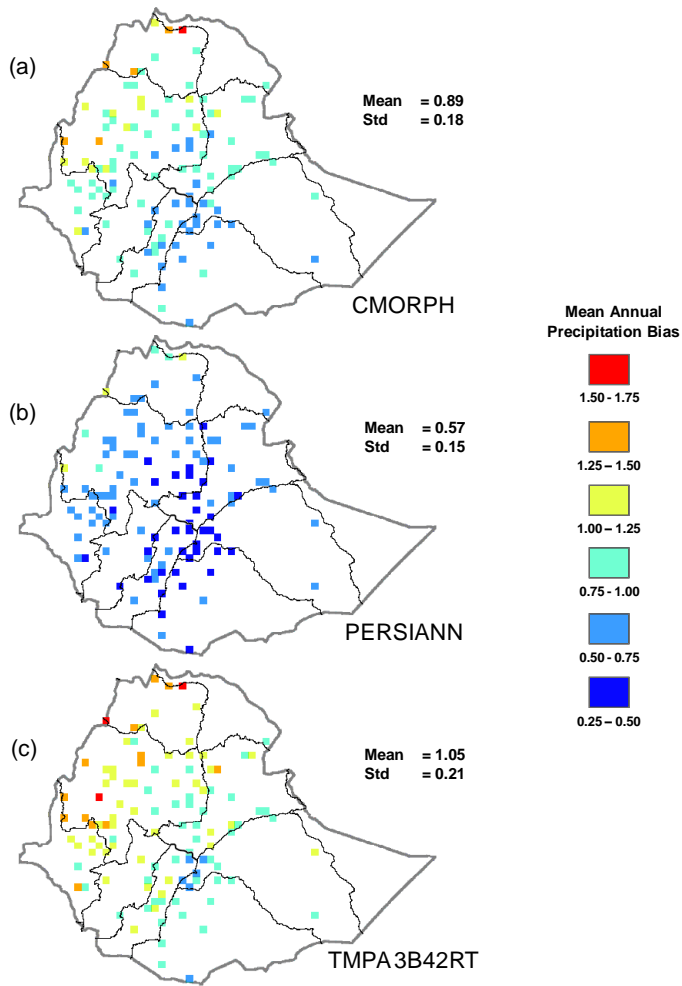 (a)
Mean = 0.89
Std = 0.18
CMORPH
(b)
Mean = 0.57
Std = 0.15
PERSIANN
(c)
Mean = 1.05
Std = 0.21
TMPA 3B42RT
Mean Annual
Precipitation Bias
1.50 - 1.75
1.25 – 1.50
1.00 - 1.25
0.75 - 1.00
0.50 - 0.75
0.25 – 0.50